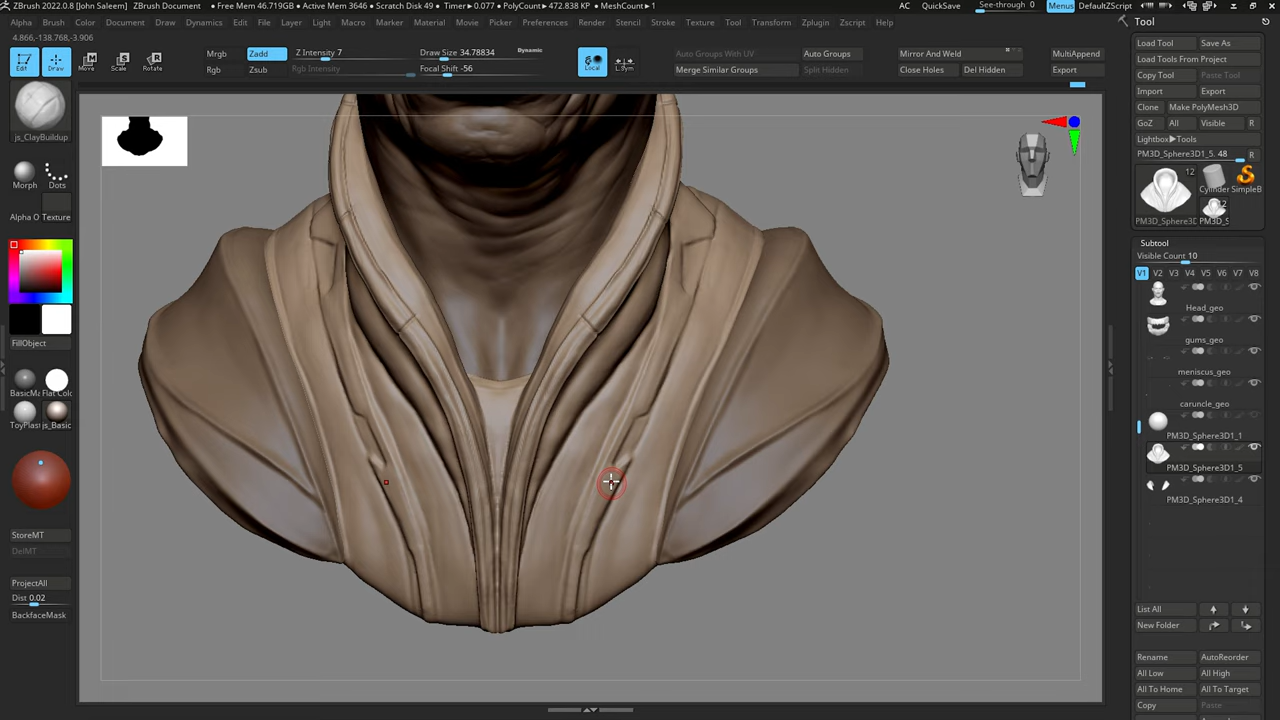 ZBrush 2022.0.8 [John Saleem] ZBrush Document • Free Mem 46.719GB • Active Mem 3646 • Scratch Disk 49 • Timer▶0.077 • PolyCount▶472.838 KP • MeshCount▶1 AC QuickSave See-through 0 Menus DefaultZScript
Alpha Brush Color Document Draw Dynamics Edit File Layer Light Macro Marker Material Movie Picker Preferences Render Stencil Stroke Texture Tool Transform Zplugin Zscript Help
4.866,-138.768,-3.906
Edit Draw Move Scale Rotate
Mrgb Zadd Z Intensity 7 Draw Size 34.78834 Dynamic
Rgb Zsub Rgb Intensity Focal Shift -56
Local L.Sym
Auto Groups With UV Auto Groups Mirror And Weld MultiAppend
Merge Similar Groups Split Hidden Close Holes Del Hidden Export
js_ClayBuildup
Morph Dots
Alpha O Texture
FillObject
BasicMa Flat Colo
ToyPlas js_Basic
StoreMT
DelMT
ProjectAll
Dist 0.02
BackfaceMask
Tool
Load Tool Save As
Load Tools From Project
Copy Tool Paste Tool
Import Export
Clone Make PolyMesh3D
GoZ All Visible R
Lightbox▶Tools
PM3D_Sphere3D1_5. 48 R
12
Cylinder SimpleB
12
PM3D_Sphere3D PM3D_S
Subtool
Visible Count 10
V1 V2 V3 V4 V5 V6 V7 V8
Head_geo
gums_geo
meniscus_geo
caruncle_geo
PM3D_Sphere3D1_1
PM3D_Sphere3D1_5
PM3D_Sphere3D1_4
List All
New Folder
Rename AutoReorder
All Low All High
All To Home All To Target
Copy Paste